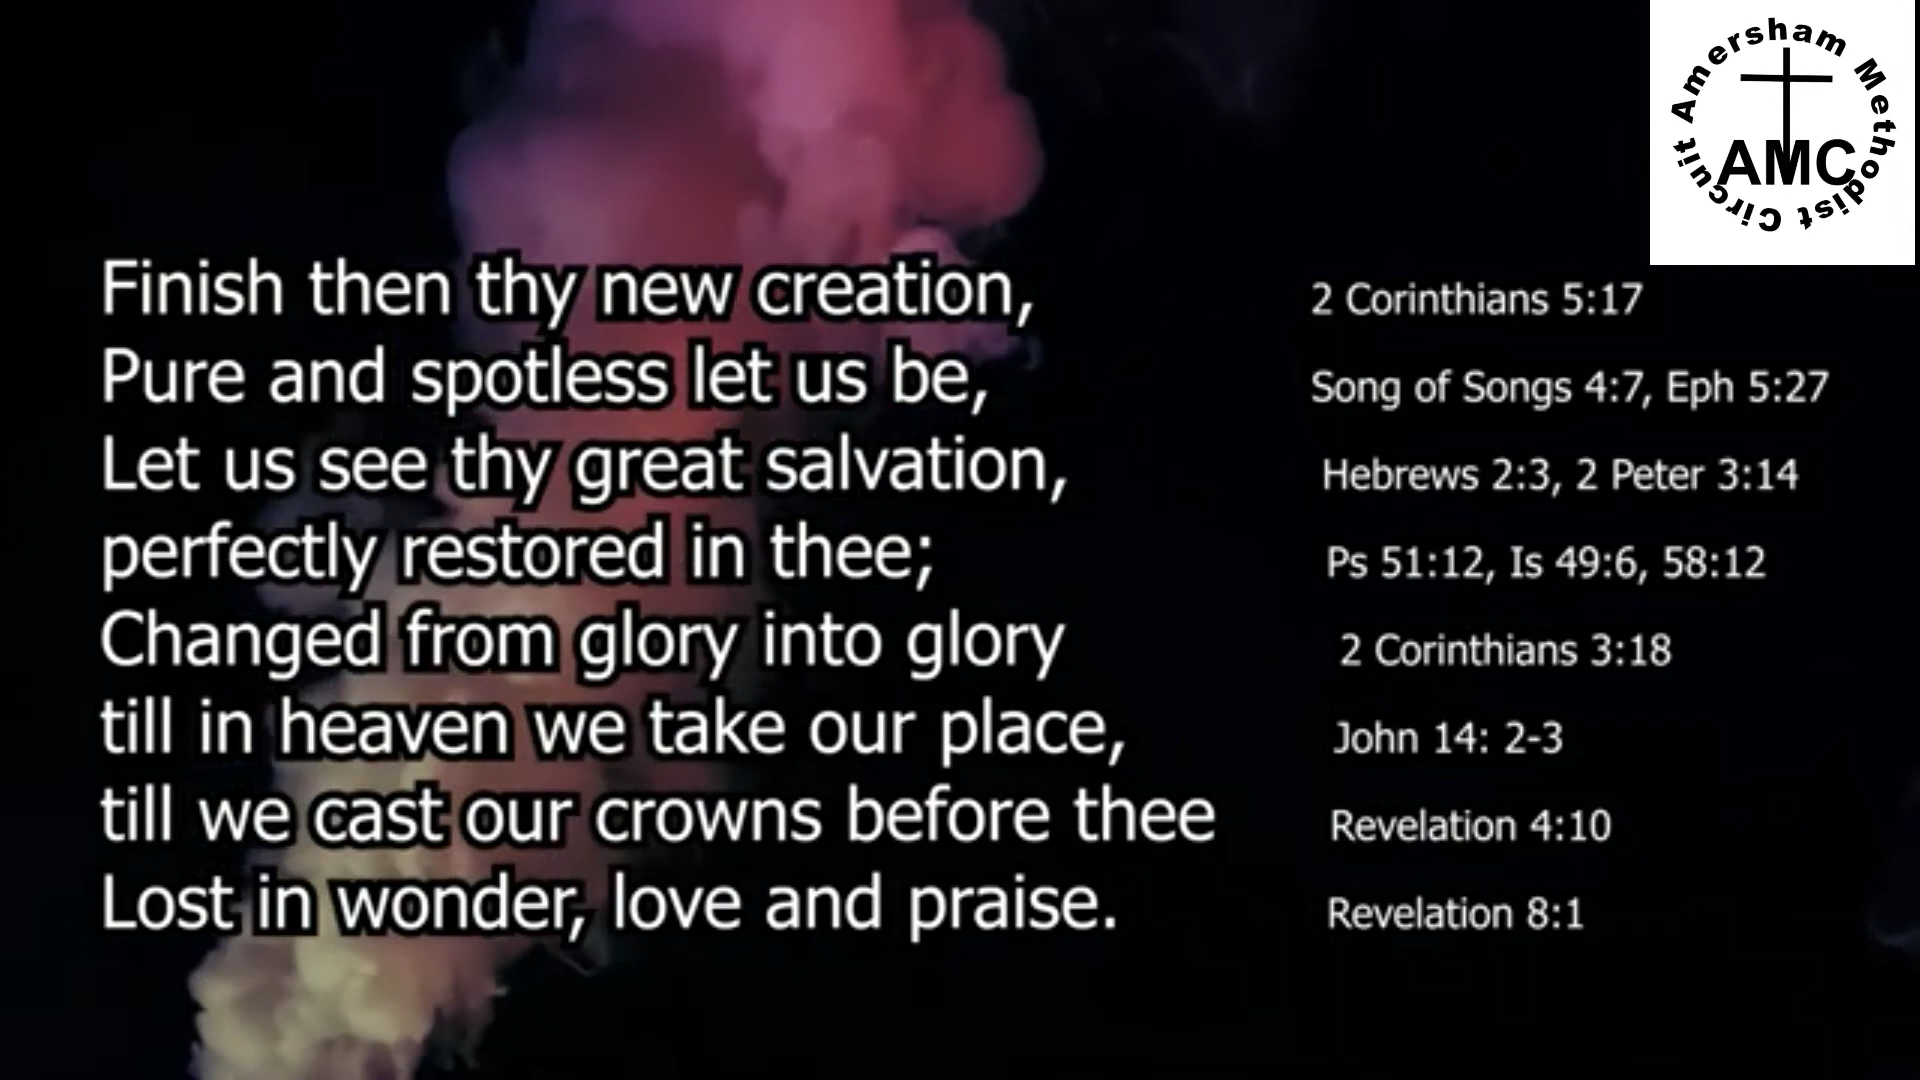 Amersham Methodist Circuit
AMC
Finish then thy new creation,
2 Corinthians 5:17
Pure and spotless let us be,
Song of Songs 4:7, Eph 5:27
Let us see thy great salvation,
Hebrews 2:3, 2 Peter 3:14
perfectly restored in thee;
Ps 51:12, Is 49:6, 58:12
Changed from glory into glory
2 Corinthians 3:18
till in heaven we take our place,
John 14: 2-3
till we cast our crowns before thee
Revelation 4:10
Lost in wonder, love and praise.
Revelation 8:1